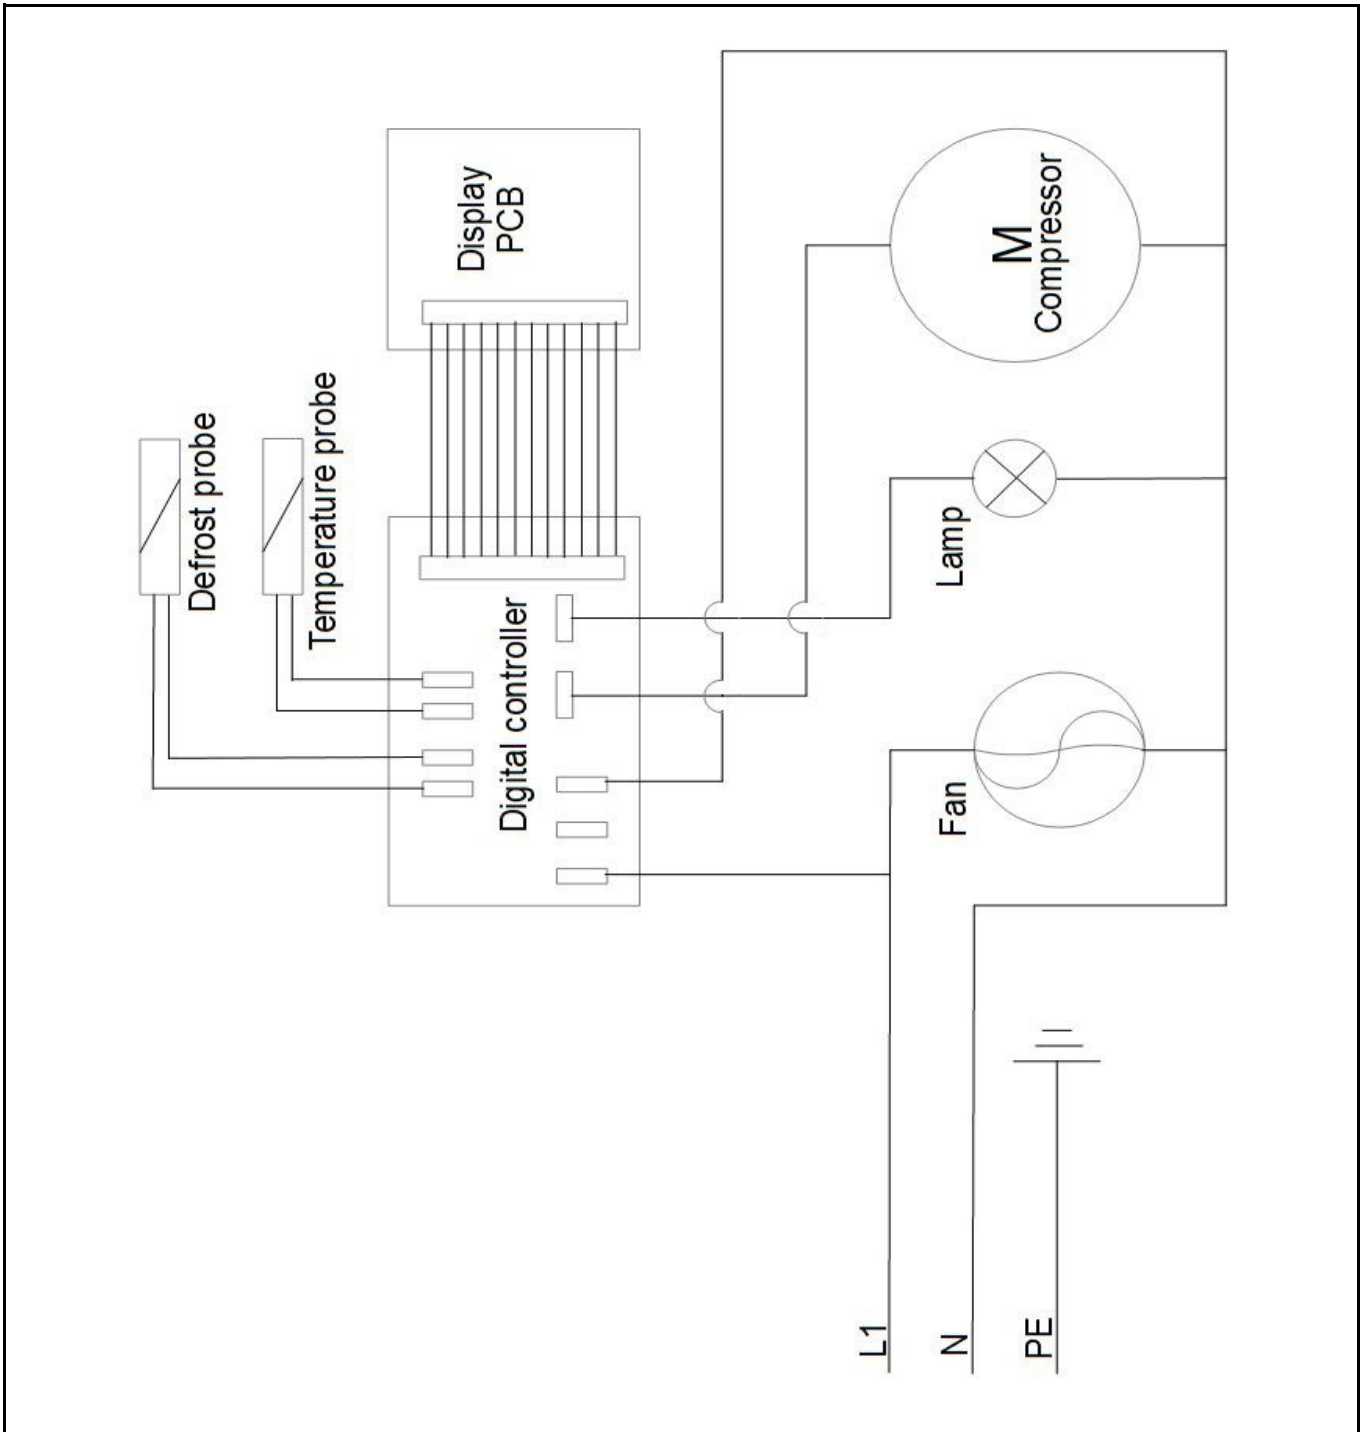 Display
PCB
Defrost probe
Temperature probe
Digital controller
M
Compressor
Lamp
Fan
L1
N
PE